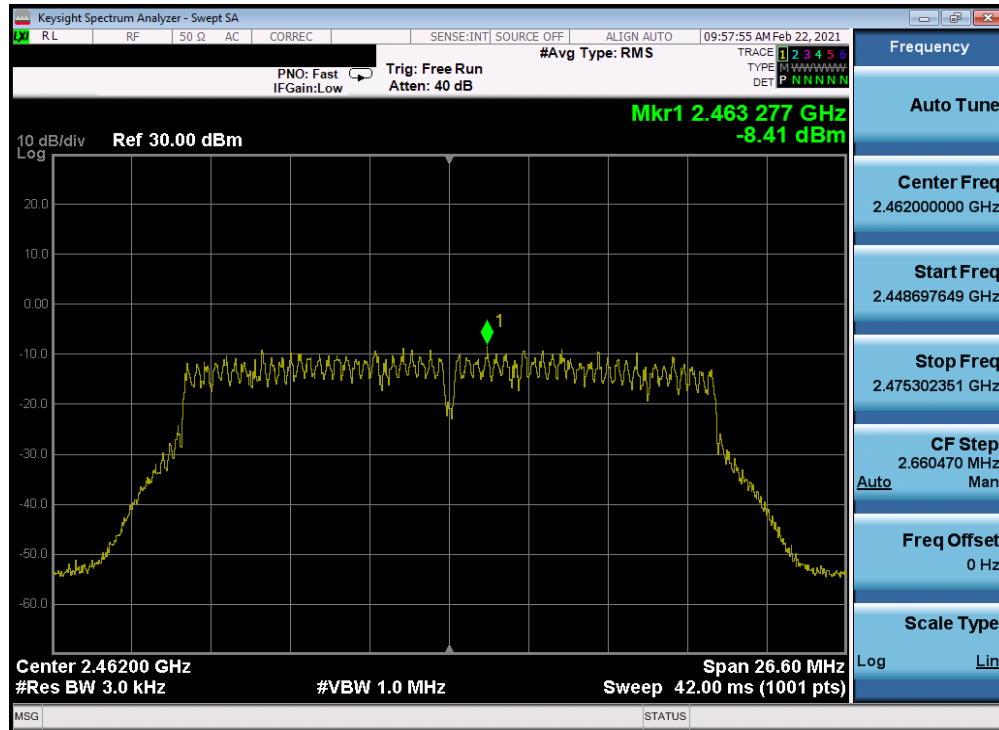 Keysight Spectrum Analyzer - Swept SA
LXI RL RF 50 Ω AC CORREC SENSE:INT SOURCE OFF ALIGN AUTO 09:57:55 AM Feb 22, 2021
#Avg Type: RMS TRACE 1 2 3 4 5 6
PNO: Fast Trig: Free Run TYPE M WWWWW
IFGain:Low Atten: 40 dB DET P N N N N N
Mkr1 2.463 277 GHz
-8.41 dBm
10 dB/div Ref 30.00 dBm
Log
20.0
10.0
0.00
1
-10.0
-20.0
-30.0
-40.0
-50.0
-60.0
Center 2.46200 GHz Span 26.60 MHz
#Res BW 3.0 kHz #VBW 1.0 MHz Sweep 42.00 ms (1001 pts)
MSG STATUS
Frequency
Auto Tune
Center Freq
2.462000000 GHz
Start Freq
2.448697649 GHz
Stop Freq
2.475302351 GHz
CF Step
2.660470 MHz
Auto Man
Freq Offset
0 Hz
Scale Type
Log Lin